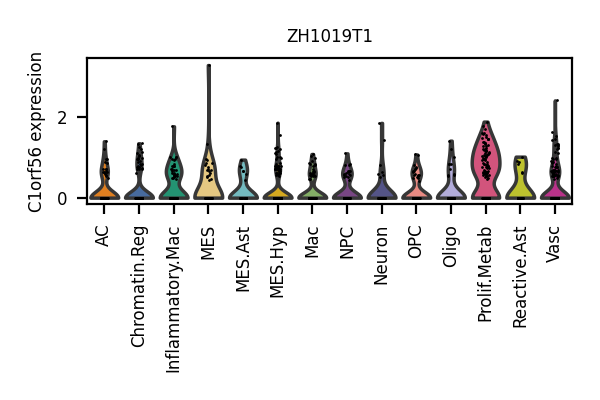 ZH1019T1
C1orf56 expression
2
0
AC
Chromatin.Reg
Inflammatory.Mac
MES
MES.Ast
MES.Hyp
Mac
NPC
Neuron
OPC
Oligo
Prolif.Metab
Reactive.Ast
Vasc